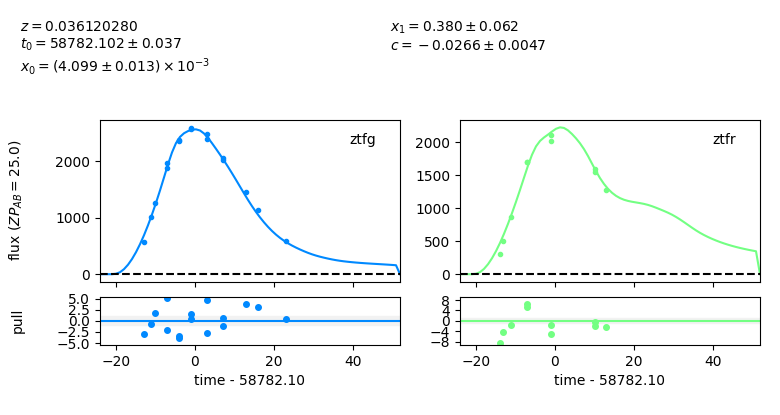 z = 0.036120280
t₀ = 58782.102 ± 0.037
x₀ = (4.099 ± 0.013) × 10⁻³
x₁ = 0.380 ± 0.062
c = −0.0266 ± 0.0047
flux (ZP_AB = 25.0)
2000
1000
0
ztfg
2000
1500
1000
500
0
ztfr
pull
5.0
2.5
0.0
−2.5
−5.0
−20 0 20 40
time - 58782.10
8
4
0
−4
−8
−20 0 20 40
time - 58782.10